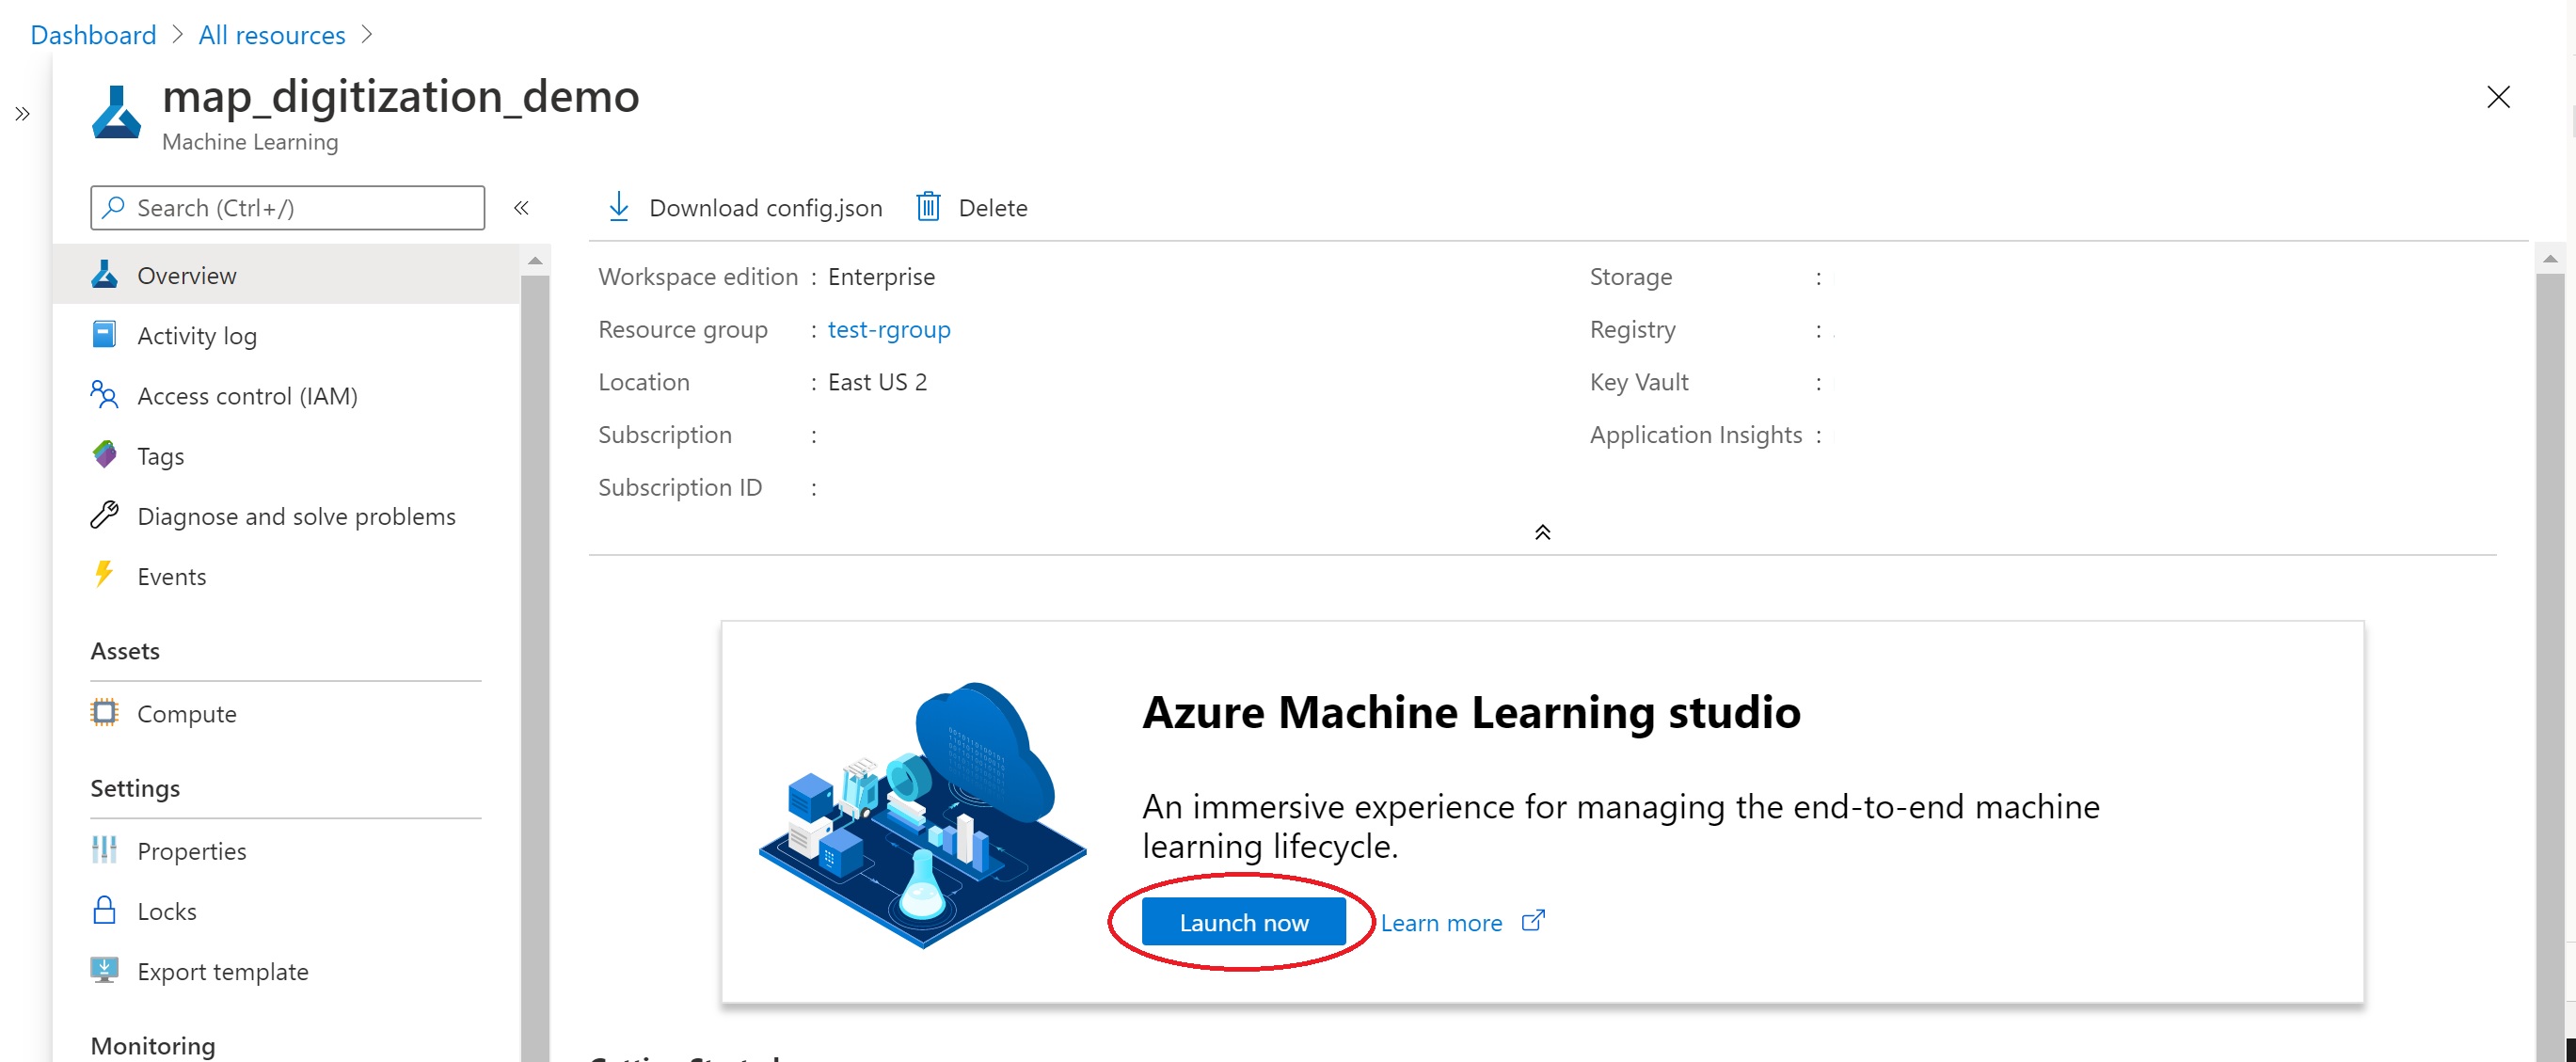 Dashboard > All resources >
map_digitization_demo
Machine Learning
Search (Ctrl+/)
Overview
Activity log
Access control (IAM)
Tags
Diagnose and solve problems
Events
Assets
Compute
Settings
Properties
Locks
Export template
Monitoring
Download config.json Delete
Workspace edition : Enterprise
Resource group : test-rgroup
Location : East US 2
Subscription :
Subscription ID :
Storage :
Registry :
Key Vault :
Application Insights :
Azure Machine Learning studio
An immersive experience for managing the end-to-end machine
learning lifecycle.
Launch now Learn more